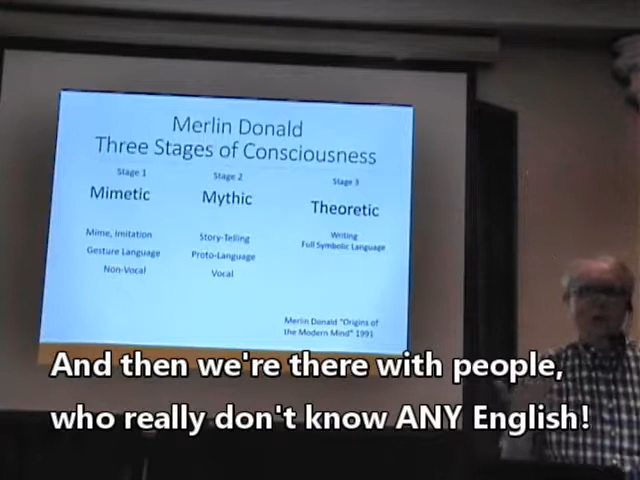 Merlin Donald
Three Stages of Consciousness
Stage 1
Mimetic
Mime, Imitation
Gesture Language
Non-Vocal
Stage 2
Mythic
Story-Telling
Proto-Language
Vocal
Stage 3
Theoretic
Writing
Full Symbolic Language
Merlin Donald "Origins of
the Modern Mind" 1991
And then we're there with people,
who really don't know ANY English!